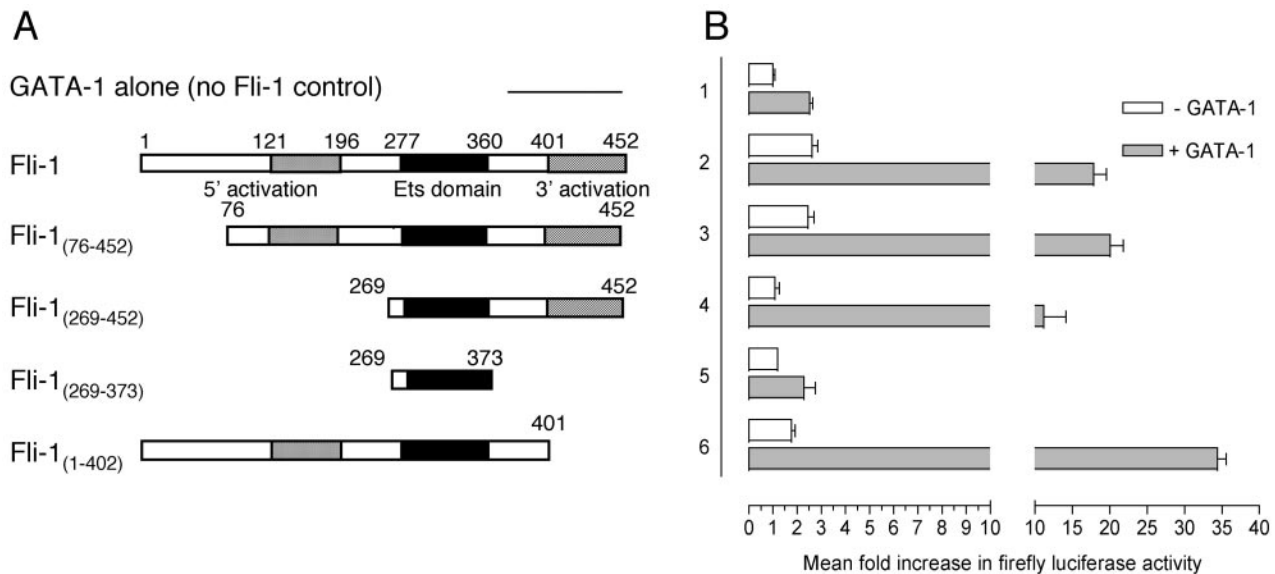 A
GATA-1 alone (no Fli-1 control)
1 121 196 277 360 401 452
Fli-1
5' activation Ets domain 3' activation
76 452
Fli-1(76-452)
269 452
Fli-1(269-452)
269 373
Fli-1(269-373)
401
Fli-1(1-402)
B
1
2
3
4
5
6
- GATA-1
+ GATA-1
0 1 2 3 4 5 6 7 8 9 10 10 15 20 25 30 35 40
Mean fold increase in firefly luciferase activity